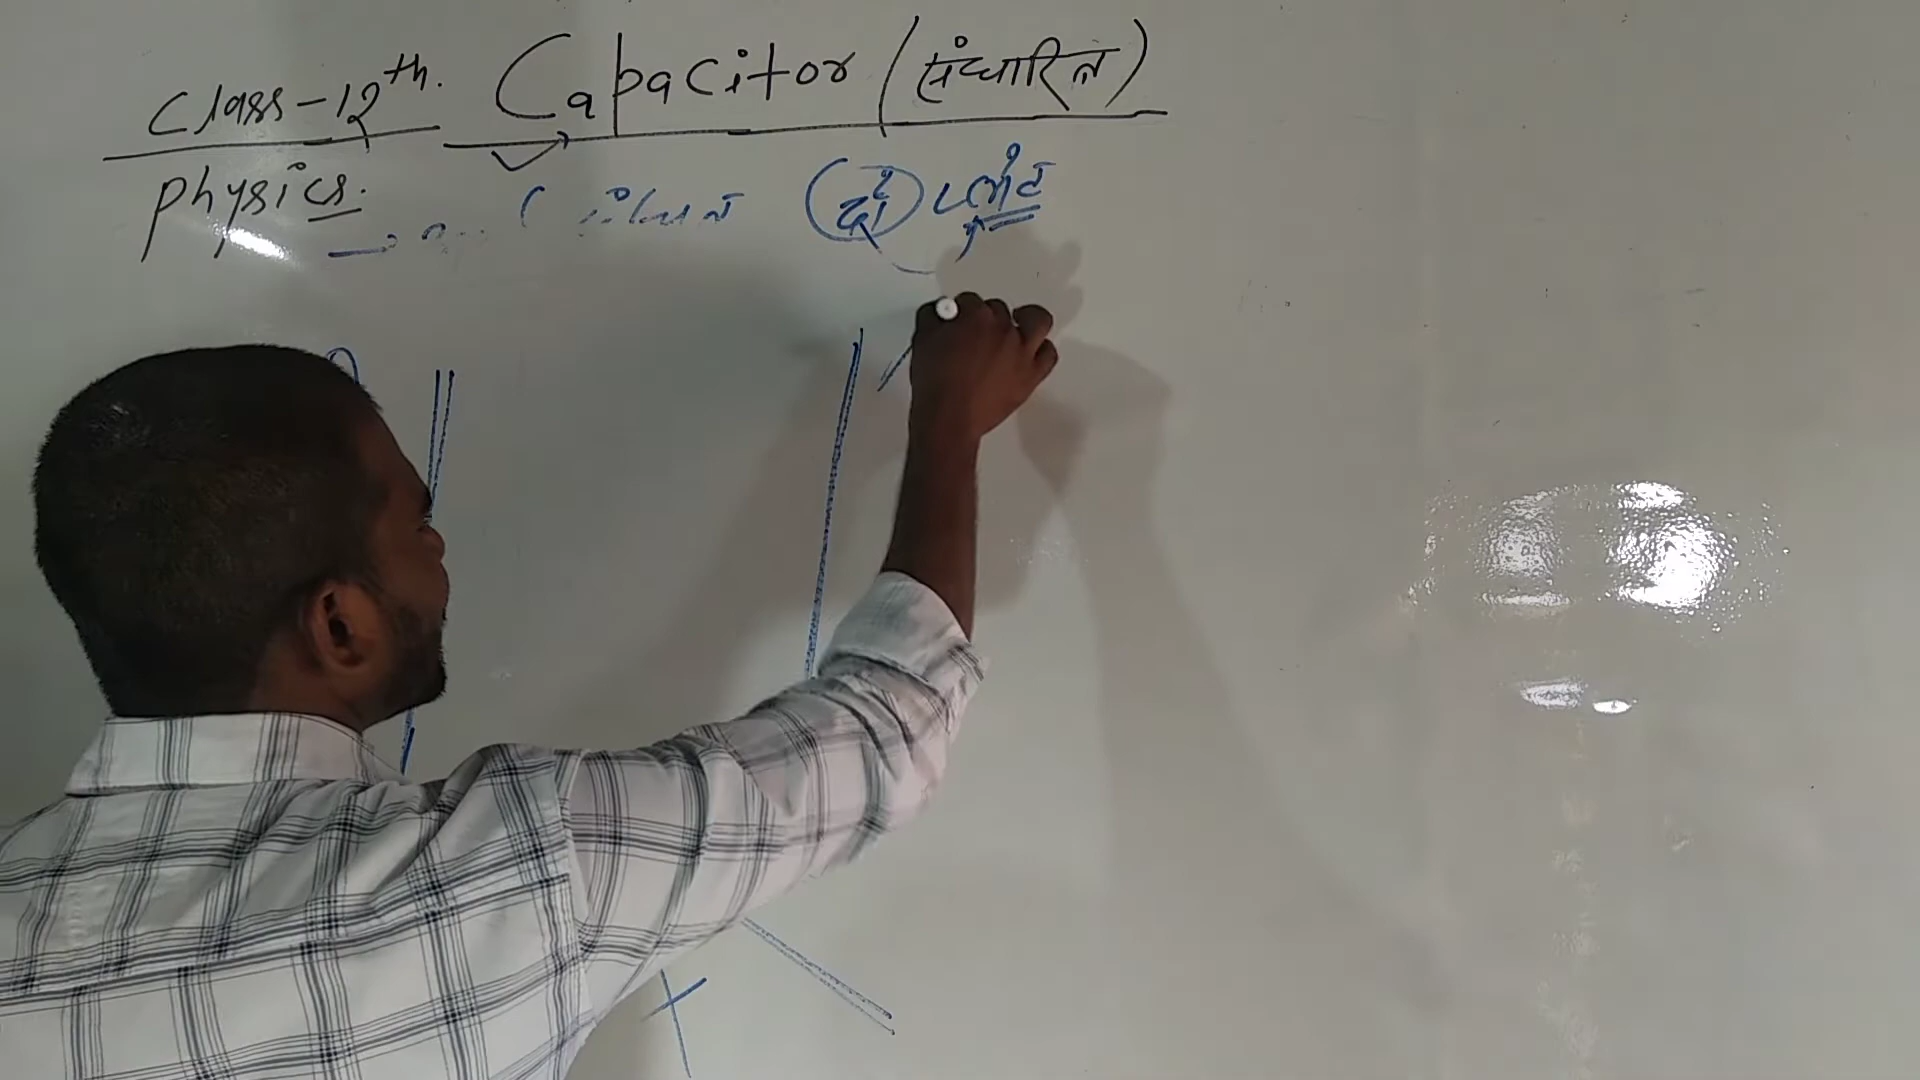 Class-12th. Capacitor (संधारित्र)
Physics.
(दो) प्लेट